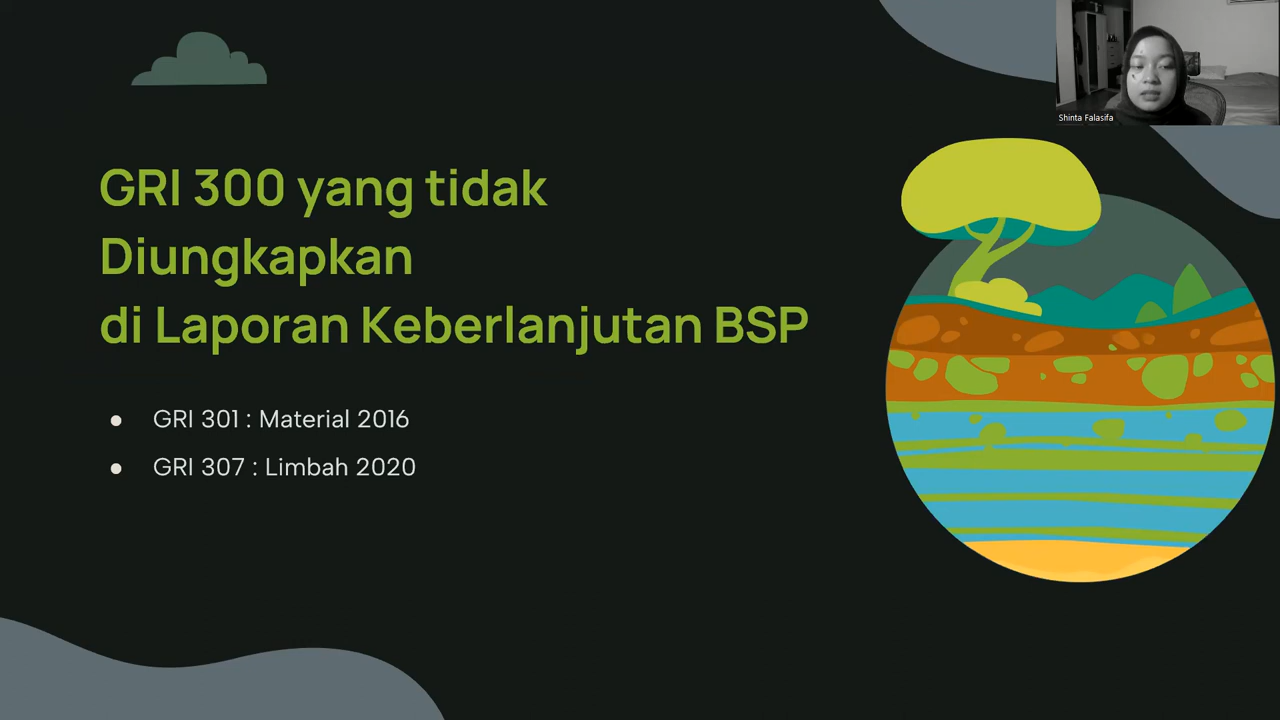 Shinta Falasifa
GRI 300 yang tidak
Diungkapkan
di Laporan Keberlanjutan BSP
● GRI 301 : Material 2016
● GRI 307 : Limbah 2020